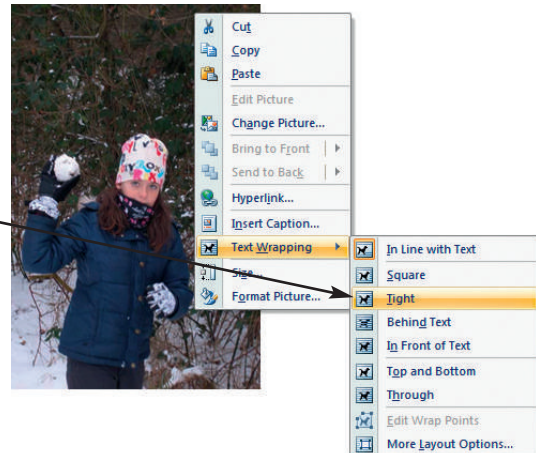 Cut
Copy
Paste
Edit Picture
Change Picture...
Bring to Front
Send to Back
Hyperlink...
Insert Caption...
Text Wrapping
Size...
Format Picture...
In Line with Text
Square
Tight
Behind Text
In Front of Text
Top and Bottom
Through
Edit Wrap Points
More Layout Options...